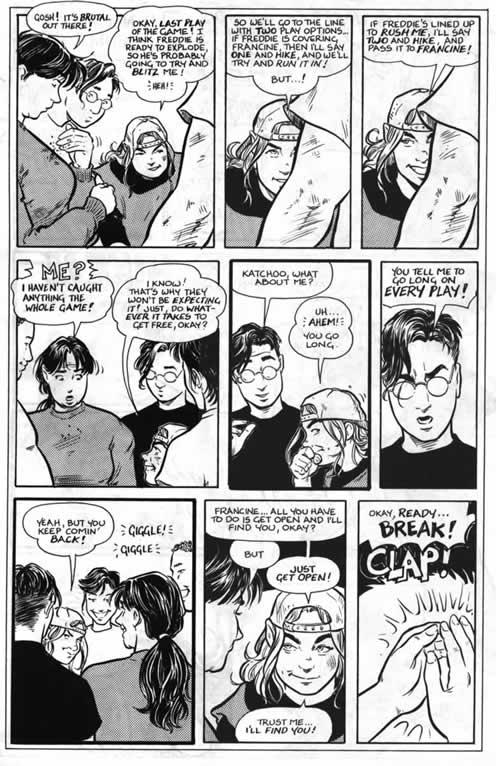 GOSH! IT'S BRUTAL
OUT THERE!
OKAY, LAST PLAY
OF THE GAME! I
THINK FREDDIE IS
READY TO EXPLODE,
SO HE'S PROBABLY
GOING TO TRY AND
BLITZ ME!
HEH!
SO WE'LL GO TO THE LINE
WITH TWO PLAY OPTIONS...
IF FREDDIE IS COVERING
FRANCINE, THEN I'LL SAY
ONE AND HIKE, AND WE'LL
TRY AND RUN IT IN!
BUT...!
IF FREDDIE'S LINED UP
TO RUSH ME, I'LL SAY
TWO AND HIKE, AND
PASS IT TO FRANCINE!
ME?
I HAVEN'T CAUGHT
ANYTHING THE
WHOLE GAME!
I KNOW!
THAT'S WHY THEY
WON'T BE EXPECTING
IT! JUST, DO WHAT-
EVER IT TAKES TO
GET FREE, OKAY?
KATCHOO, WHAT
ABOUT ME?
UH...
AHEM!
YOU GO
LONG.
YOU TELL ME TO
GO LONG ON
EVERY PLAY!
YEAH, BUT YOU
KEEP COMIN'
BACK!
GIGGLE!
GIGGLE
FRANCINE... ALL YOU HAVE
TO DO IS GET OPEN AND I'LL
FIND YOU, OKAY?
BUT
JUST
GET OPEN!
TRUST ME...
I'LL FIND YOU!
OKAY, READY...
BREAK!
CLAP!